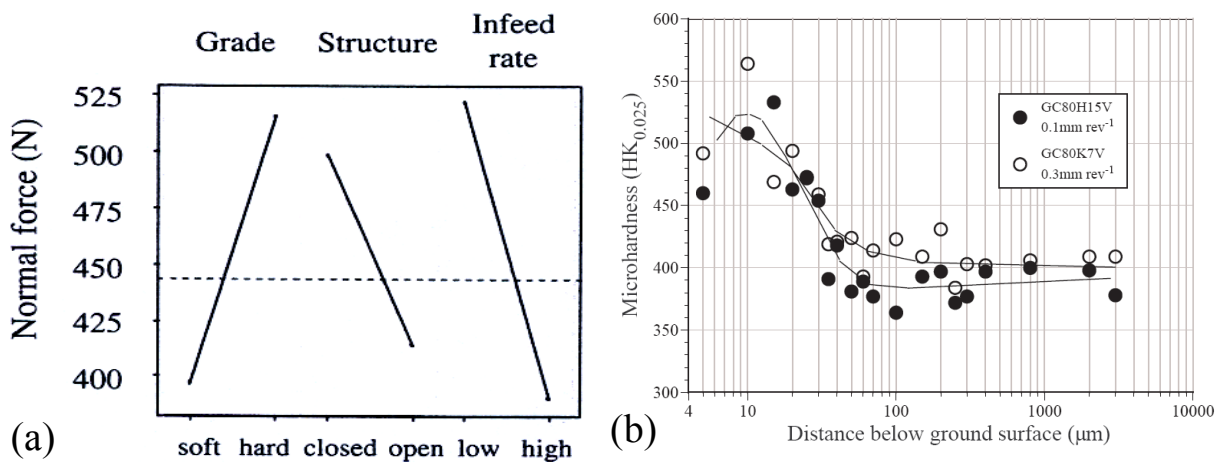 Grade Structure Infeed
rate
Normal force (N)
525
500
475
450
425
400
soft hard closed open low high
(a)
Microhardness (HK0.025)
600
550
500
450
400
350
300
GC80H15V
0.1mm rev-1
GC80K7V
0.3mm rev-1
4 10 100 1000 10000
Distance below ground surface (μm)
(b)